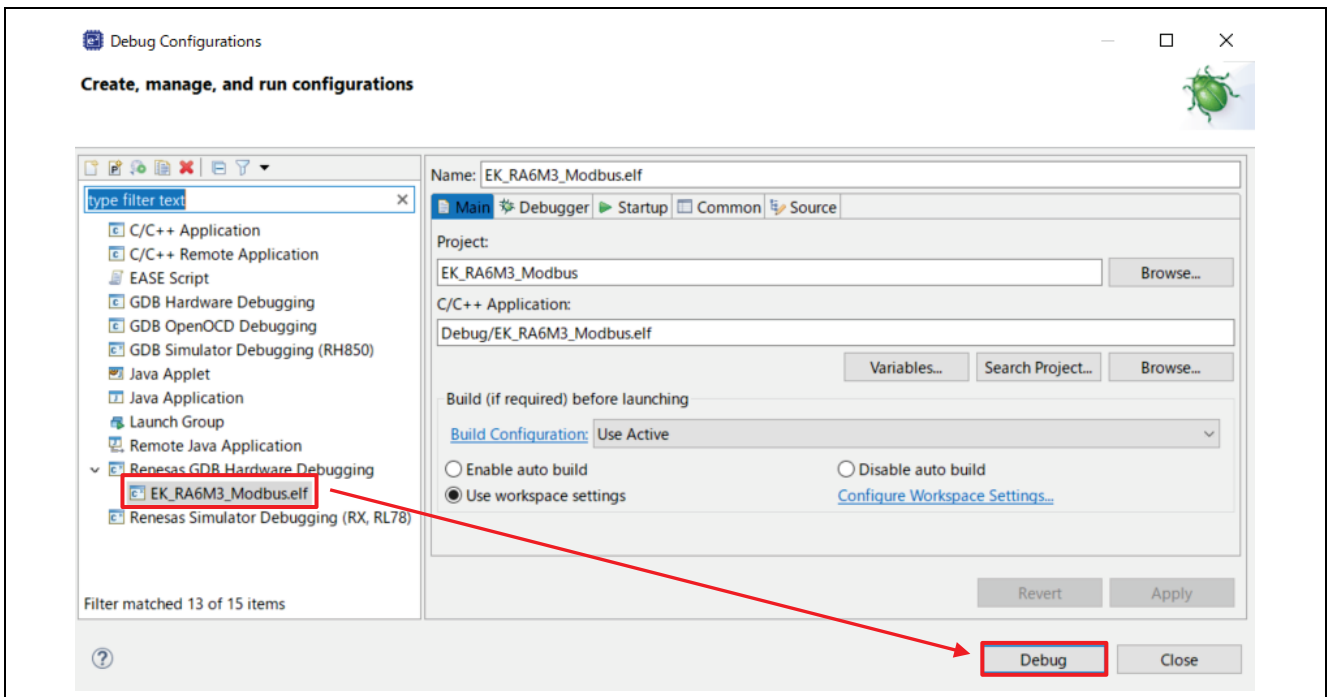 Debug Configurations
Create, manage, and run configurations
type filter text
C/C++ Application
C/C++ Remote Application
EASE Script
GDB Hardware Debugging
GDB OpenOCD Debugging
GDB Simulator Debugging (RH850)
Java Applet
Java Application
Launch Group
Remote Java Application
Renesas GDB Hardware Debugging
EK_RA6M3_Modbus.elf
Renesas Simulator Debugging (RX, RL78)
Filter matched 13 of 15 items
Name: EK_RA6M3_Modbus.elf
Main Debugger Startup Common Source
Project:
EK_RA6M3_Modbus Browse...
C/C++ Application:
Debug/EK_RA6M3_Modbus.elf
Variables... Search Project... Browse...
Build (if required) before launching
Build Configuration: Use Active
Enable auto build Disable auto build
Use workspace settings Configure Workspace Settings...
Revert Apply
Debug Close